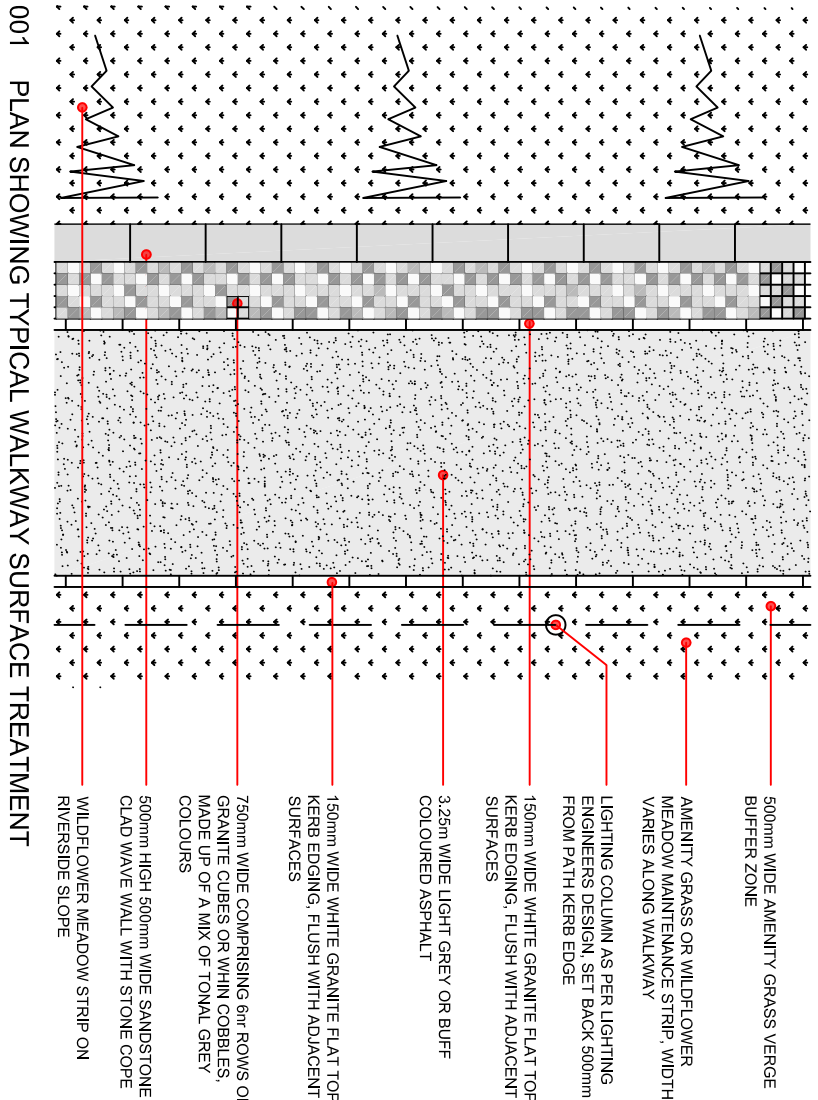 500mm WIDE AMENITY GRASS VERGE
BUFFER ZONE
AMENITY GRASS OR WILDFLOWER
MEADOW MAINTENANCE STRIP, WIDTH
VARIES ALONG WALKWAY
LIGHTING COLUMN AS PER LIGHTING
ENGINEERS DESIGN, SET BACK 500mm
FROM PATH KERB EDGE
150mm WIDE WHITE GRANITE FLAT TOP
KERB EDGING, FLUSH WITH ADJACENT
SURFACES
3.25m WIDE LIGHT GREY OR BUFF
COLOURED ASPHALT
150mm WIDE WHITE GRANITE FLAT TOP
KERB EDGING, FLUSH WITH ADJACENT
SURFACES
750mm WIDE COMPRISING 6nr ROWS
GRANITE CUBES OR WHIN COBBLES,
MADE UP OF A MIX OF TONAL GREY
COLOURS
500mm HIGH 500mm WIDE SANDSTONE
CLAD WAVE WALL WITH STONE COPE
WILDFLOWER MEADOW STRIP ON
RIVERSIDE SLOPE
001 PLAN SHOWING TYPICAL WALKWAY SURFACE TREATMENT